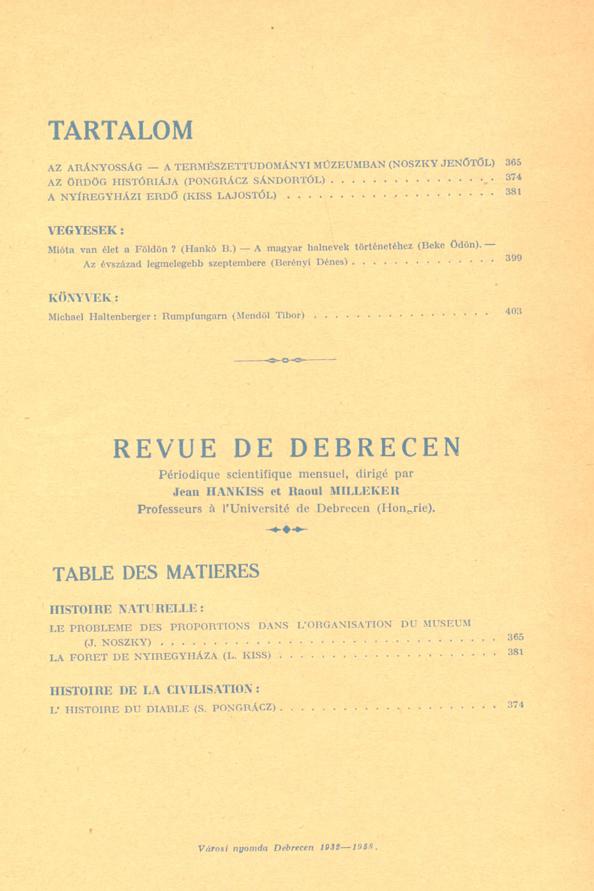 TARTALOM
AZ ARÁNYOSSÁG — A TERMÉSZETTUDOMÁNYI MÚZEUMBAN (NOSZKY JENŐTŐL) 365
AZ ÖRDÖG HISTÓRIÁJA (PONGRÁCZ SÁNDORTÓL) . . . . . . . . . . . . . . . 374
A NYÍREGYHÁZI ERDŐ (KISS LAJOSTÓL) . . . . . . . . . . . . . . . . . . 381
VEGYESEK :
Mióta van élet a Földön ? (Hankó B.) — A magyar halnevek történetéhez (Beke Ödön). —
Az évszázad legmelegebb szeptembere (Berényi Dénes) . . . . . . . . . . . . 399
KÖNYVEK :
Michael Haltenberger : Rumpfungarn (Mendöl Tibor) . . . . . . . . . . . . . . . 403
REVUE DE DEBRECEN
Périodique scientifique mensuel, dirigé par
Jean HANKISS et Raoul MILLEKER
Professeurs à l'Université de Debrecen (Hongrie).
TABLE DES MATIERES
HISTOIRE NATURELLE :
LE PROBLEME DES PROPORTIONS DANS L'ORGANISATION DU MUSEUM
(J. NOSZKY) . . . . . . . . . . . . . . . . . . . . . . . . . . . . 365
LA FORET DE NYIREGYHÁZA (L. KISS) . . . . . . . . . . . . . . . . . . 381
HISTOIRE DE LA CIVILISATION :
L' HISTOIRE DU DIABLE (S. PONGRÁCZ) . . . . . . . . . . . . . . . . . . 374
Városi nyomda Debrecen